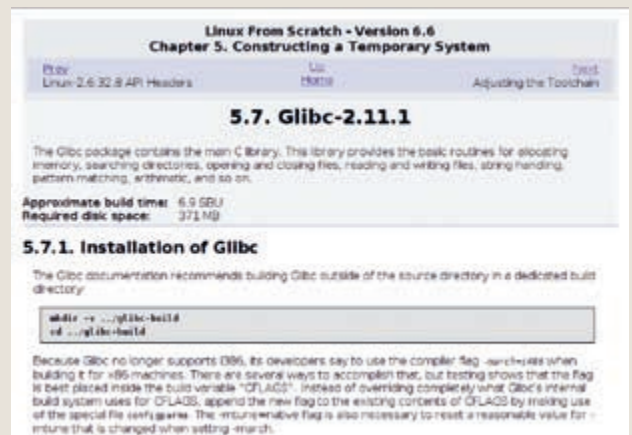 Linux From Scratch - Version 6.6
Chapter 5. Constructing a Temporary System
Prev
Linux-2.6.32.8 API Headers
Up
Home
Next
Adjusting the Toolchain
5.7. Glibc-2.11.1
The Glibc package contains the main C library. This library provides the basic routines for allocating
memory, searching directories, opening and closing files, reading and writing files, string handling,
pattern matching, arithmetic, and so on.
Approximate build time: 6.9 SBU
Required disk space: 371 MB
5.7.1. Installation of Glibc
The Glibc documentation recommends building Glibc outside of the source directory in a dedicated build
directory:
mkdir -v ../glibc-build
cd ../glibc-build
Because Glibc no longer supports i386, its developers say to use the compiler flag -march=i486 when
building it for x86 machines. There are several ways to accomplish that, but testing shows that the flag
is best placed inside the build variable "CFLAGS". Instead of overriding completely what Glibc's internal
build system uses for CFLAGS, append the new flag to the existing contents of CFLAGS by making use
of the special file configparms. The -mtune=native flag is also necessary to reset a reasonable value for -
mtune that is changed when setting -march.